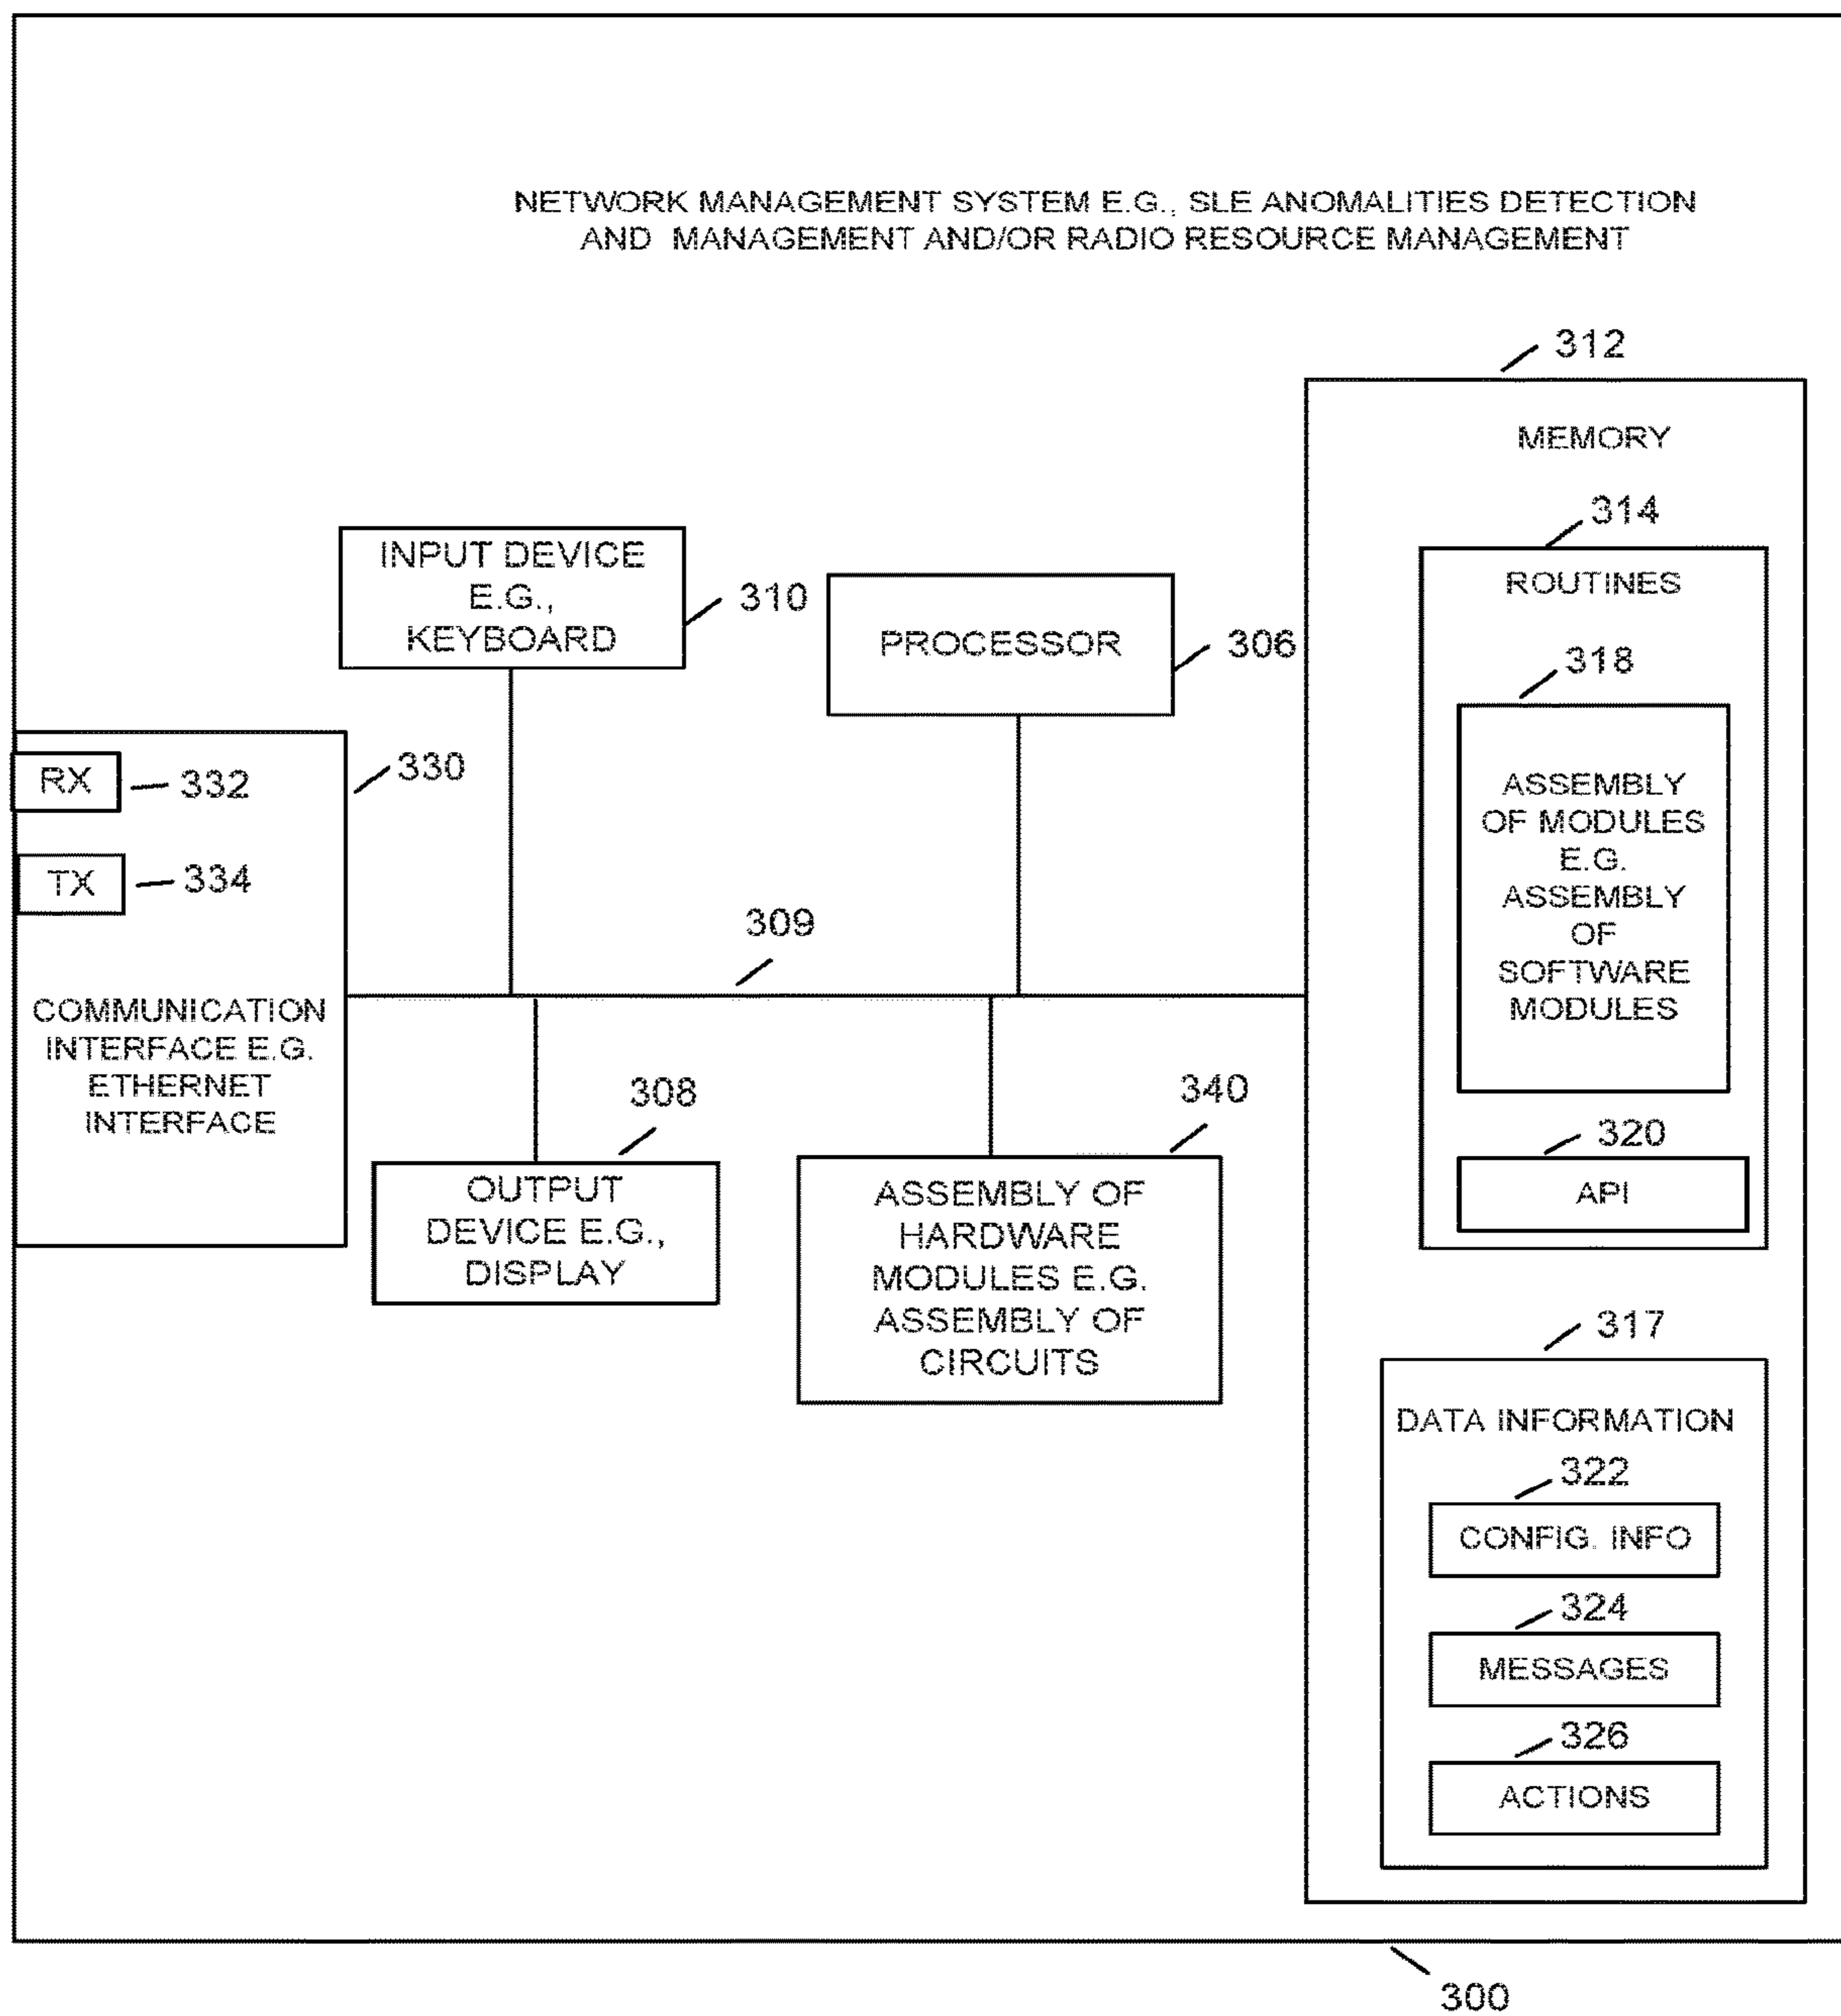 NETWORK MANAGEMENT SYSTEM E.G., SLE ANOMALITIES DETECTION
AND MANAGEMENT AND/OR RADIO RESOURCE MANAGEMENT
312
MEMORY
314
ROUTINES
318
ASSEMBLY
OF MODULES
E.G.
ASSEMBLY
OF
SOFTWARE
MODULES
320
API
317
DATA INFORMATION
322
CONFIG. INFO
324
MESSAGES
326
ACTIONS
INPUT DEVICE
E.G.,
KEYBOARD
310
PROCESSOR
306
RX
332
330
TX
334
COMMUNICATION
INTERFACE E.G.
ETHERNET
INTERFACE
309
308
OUTPUT
DEVICE E.G.,
DISPLAY
340
ASSEMBLY OF
HARDWARE
MODULES E.G.
ASSEMBLY OF
CIRCUITS
300